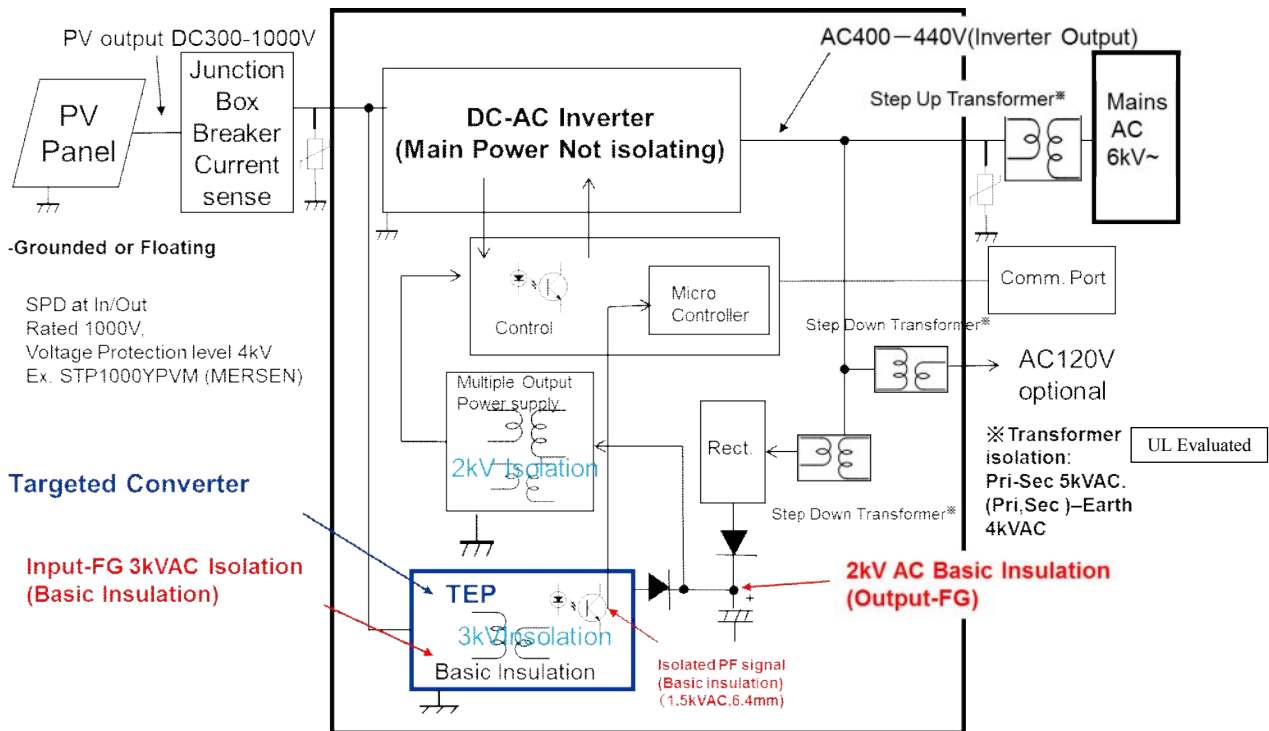 PV output DC300-1000V
PV
Panel
Junction
Box
Breaker
Current
sense
DC-AC Inverter
(Main Power Not isolating)
AC400－440V(Inverter Output)
Step Up Transformer※
Mains
AC
6kV~
-Grounded or Floating
SPD at In/Out
Rated 1000V,
Voltage Protection level 4kV
Ex. STP1000YPVM (MERSEN)
Control
Micro
Controller
Comm. Port
Step Down Transformer※
AC120V
optional
Multiple Output
Power supply
2kV Isolation
Rect.
Step Down Transformer※
※Transformer
isolation:
Pri-Sec 5kVAC.
(Pri,Sec )–Earth
4kVAC
UL Evaluated
Targeted Converter
Input-FG 3kVAC Isolation
(Basic Insulation)
TEP
3kVInsolation
Basic Insulation
+
2kV AC Basic Insulation
(Output-FG)
Isolated PF signal
(Basic insulation)
(1.5kVAC,6.4mm)